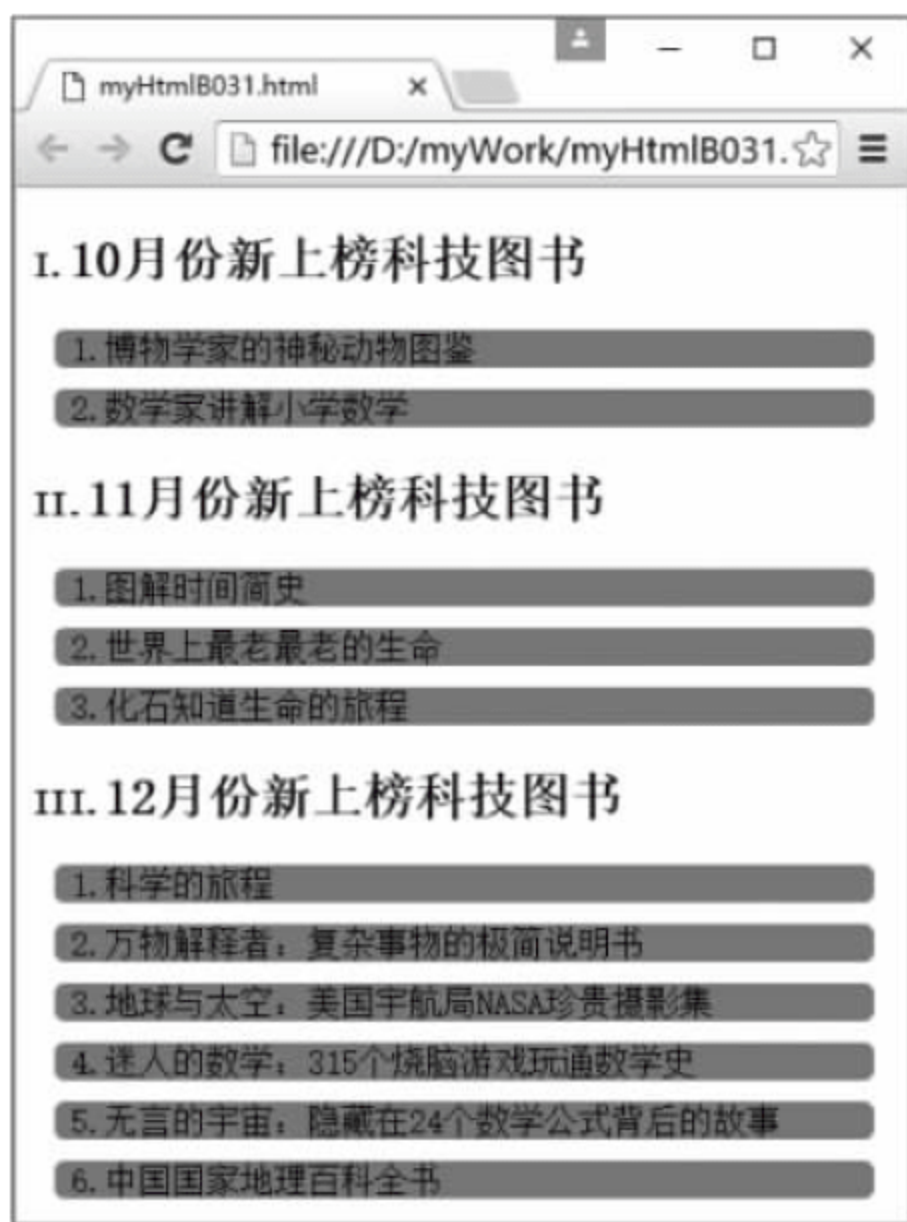 myHtmlB031.html
file:///D:/myWork/myHtmlB031.
I.10月份新上榜科技图书
1.博物学家的神秘动物图鉴
2.数学家讲解小学数学
II.11月份新上榜科技图书
1.图解时间简史
2.世界上最老最老的生命
3.化石知道生命的旅程
III.12月份新上榜科技图书
1.科学的旅程
2.万物解释者：复杂事物的极简说明书
3.地球与太空：美国宇航局NASA珍贵摄影集
4.迷人的数学：315个烧脑游戏玩通数学史
5.无言的宇宙：隐藏在24个数学公式背后的故事
6.中国国家地理百科全书